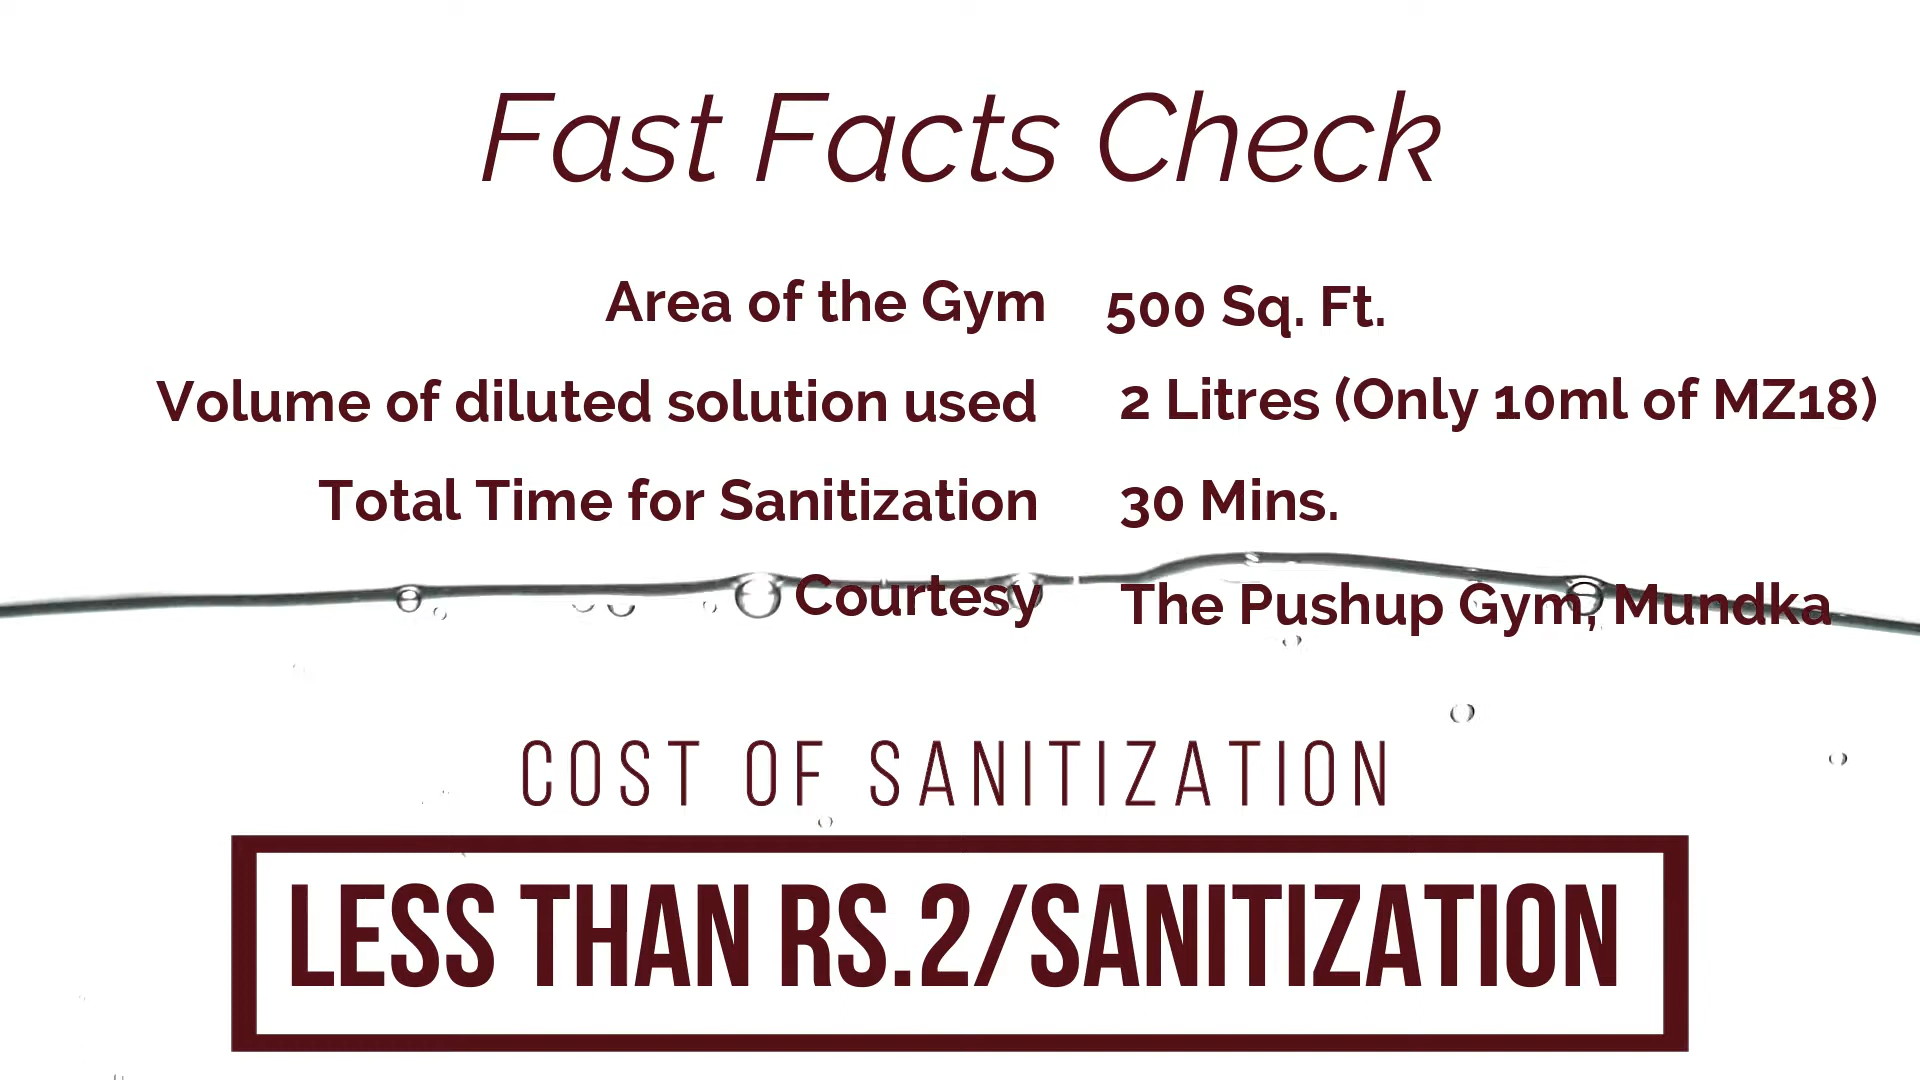 Fast Facts Check
Area of the Gym 500 Sq. Ft.
Volume of diluted solution used 2 Litres (Only 10ml of MZ18)
Total Time for Sanitization 30 Mins.
Courtesy The Pushup Gym, Mundka
COST OF SANITIZATION
LESS THAN RS.2/SANITIZATION